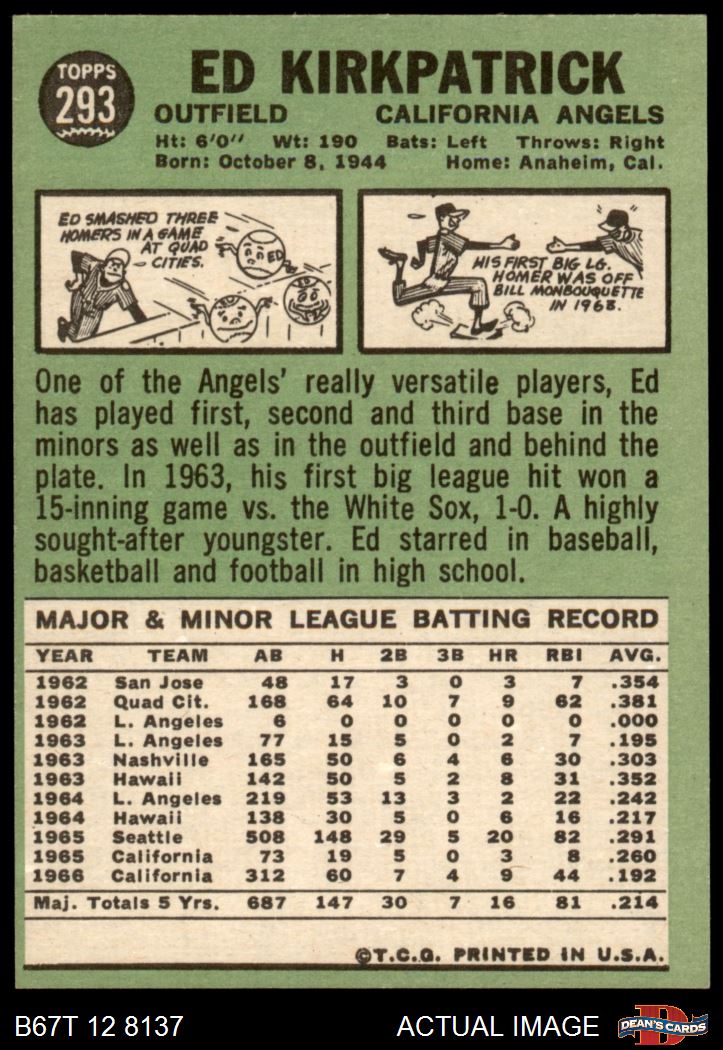 TOPPS
293
ED KIRKPATRICK
OUTFIELD CALIFORNIA ANGELS
Ht: 6'0" Wt: 190 Bats: Left Throws: Right
Born: October 8, 1944 Home: Anaheim, Cal.
ED SMASHED THREE
HOMERS IN A GAME
AT QUAD
CITIES.
ED
HIS FIRST BIG LG.
HOMER WAS OFF
BILL MONBOUQUETTE
IN 1963.
One of the Angels' really versatile players, Ed
has played first, second and third base in the
minors as well as in the outfield and behind the
plate. In 1963, his first big league hit won a
15-inning game vs. the White Sox, 1-0. A highly
sought-after youngster. Ed starred in baseball,
basketball and football in high school.
MAJOR & MINOR LEAGUE BATTING RECORD
YEAR TEAM AB H 2B 3B HR RBI AVG.
1962 San Jose 48 17 3 0 3 7 .354
1962 Quad Cit. 168 64 10 7 9 62 .381
1962 L. Angeles 6 0 0 0 0 0 .000
1963 L. Angeles 77 15 5 0 2 7 .195
1963 Nashville 165 50 6 4 6 30 .303
1963 Hawaii 142 50 5 2 8 31 .352
1964 L. Angeles 219 53 13 3 2 22 .242
1964 Hawaii 138 30 5 0 6 16 .217
1965 Seattle 508 148 29 5 20 82 .291
1965 California 73 19 5 0 3 8 .260
1966 California 312 60 7 4 9 44 .192
Maj. Totals 5 Yrs. 687 147 30 7 16 81 .214
©T.C.G. PRINTED IN U.S.A.
B67T 12 8137 ACTUAL IMAGE
D
DEAN'S CARDS